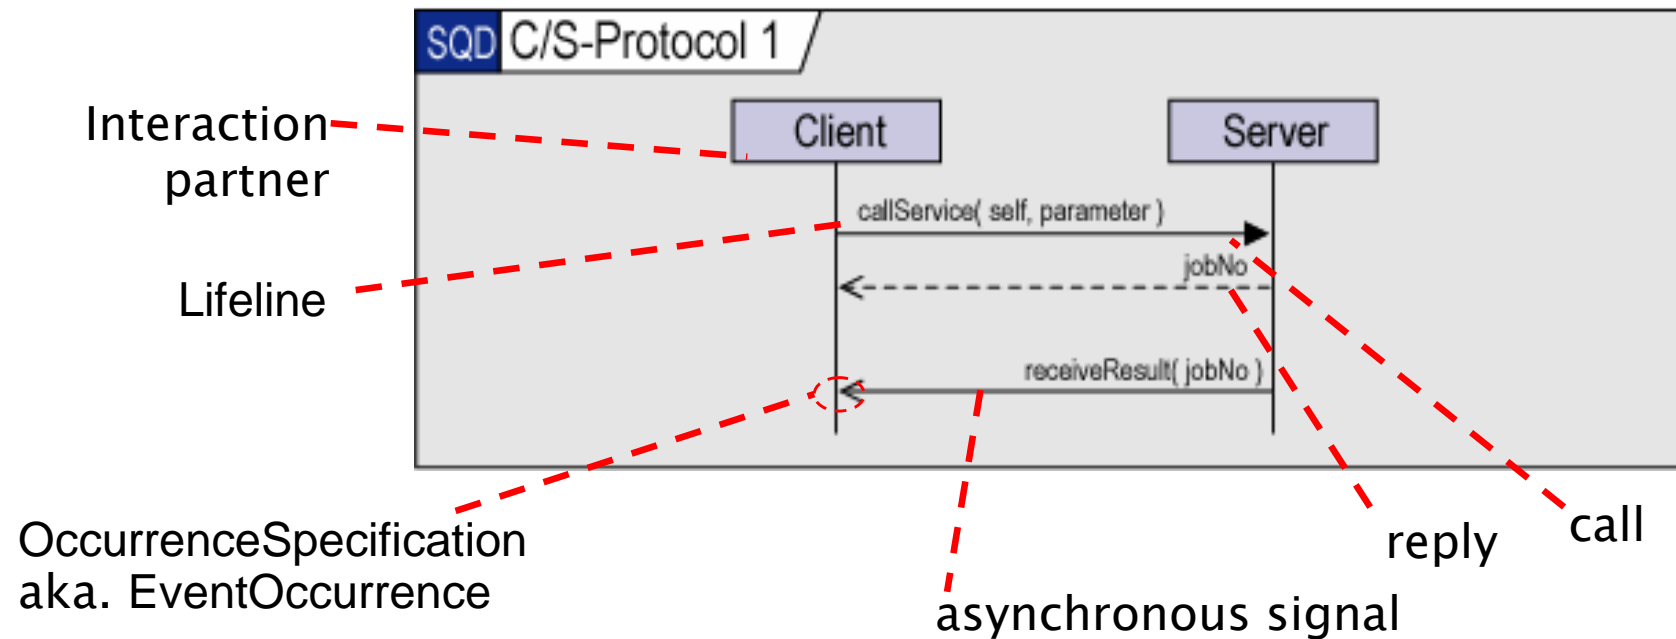 SQD C/S-Protocol 1
Interaction
partner
Client
Server
callService( self, parameter )
jobNo
Lifeline
receiveResult( jobNo )
OccurrenceSpecification
aka. EventOccurrence
reply
call
asynchronous signal